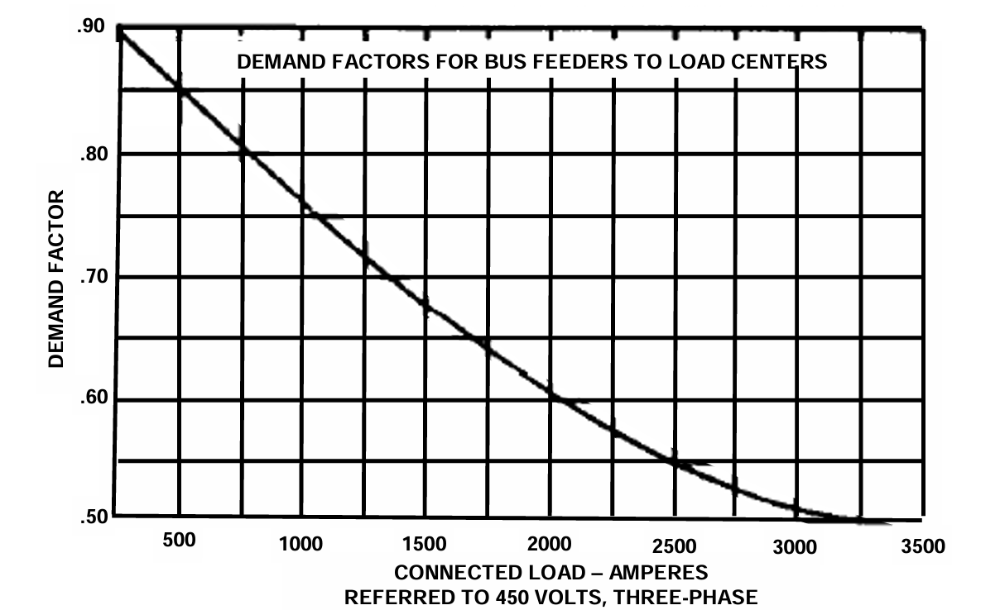 DEMAND FACTORS FOR BUS FEEDERS TO LOAD CENTERS
.90
.80
.70
.60
.50
DEMAND FACTOR
500 1000 1500 2000 2500 3000 3500
CONNECTED LOAD – AMPERES
REFERRED TO 450 VOLTS, THREE-PHASE